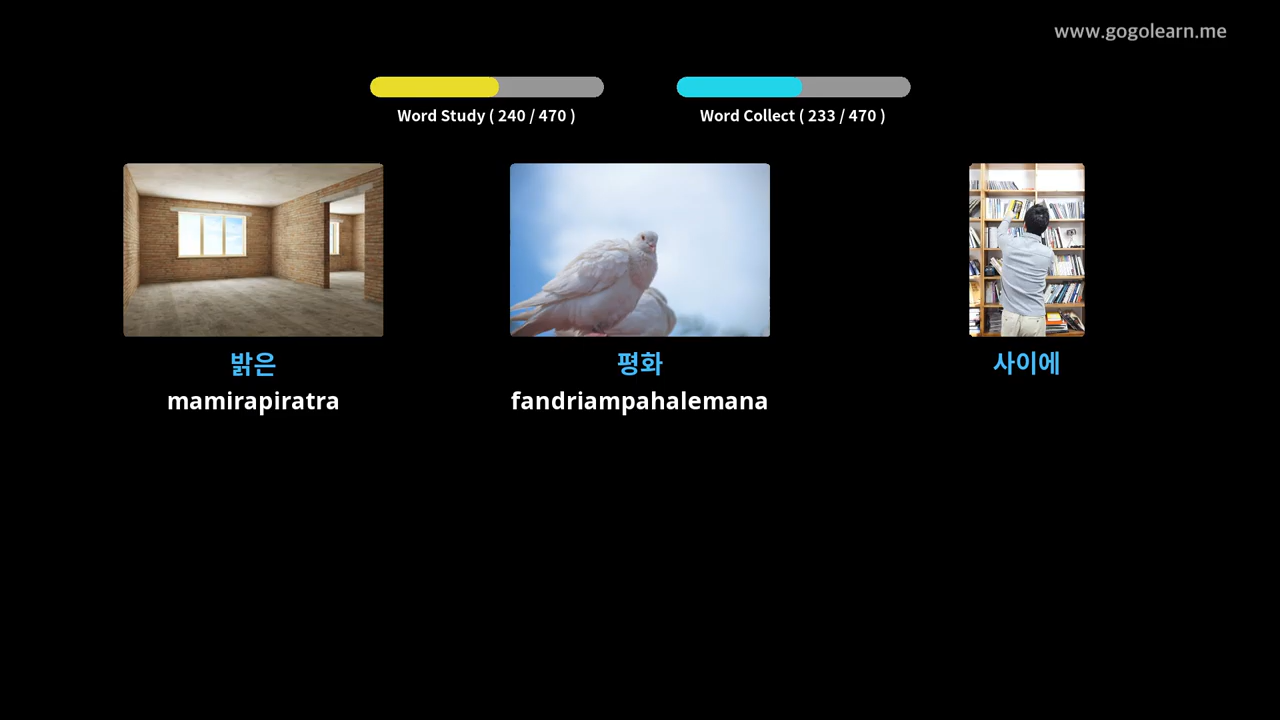 www.gogolearn.me
Word Study ( 240 / 470 )
Word Collect ( 233 / 470 )
밝은
mamirapiratra
평화
fandriampahalemana
사이에